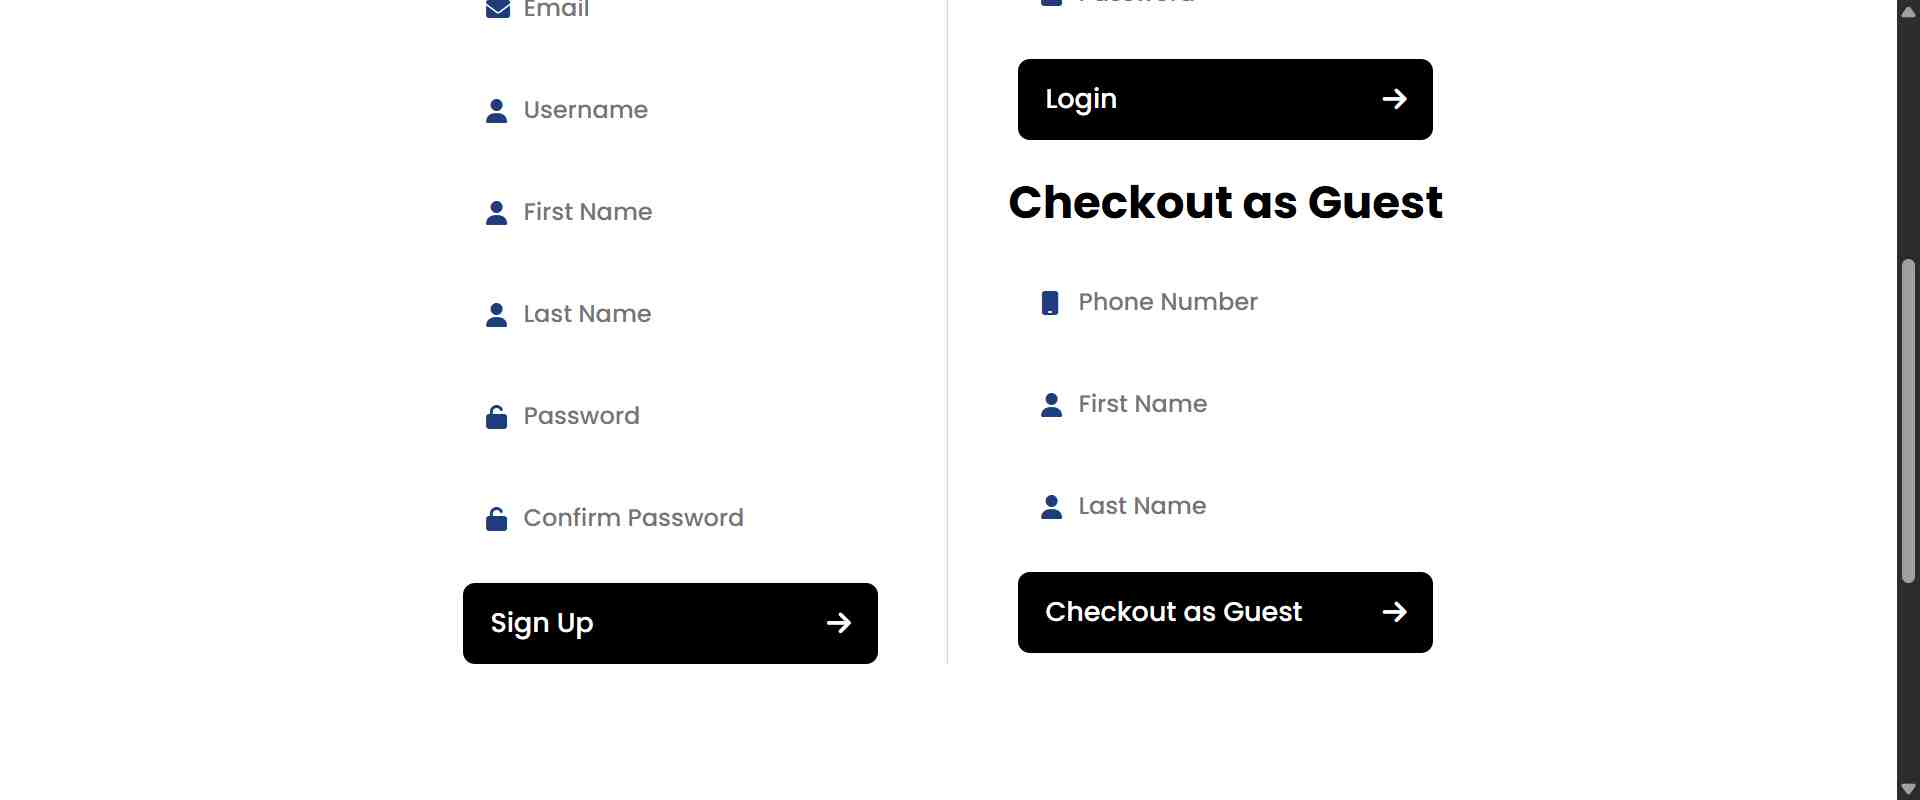 Email
Username
First Name
Last Name
Password
Confirm Password
Sign Up
Password
Login
Checkout as Guest
Phone Number
First Name
Last Name
Checkout as Guest